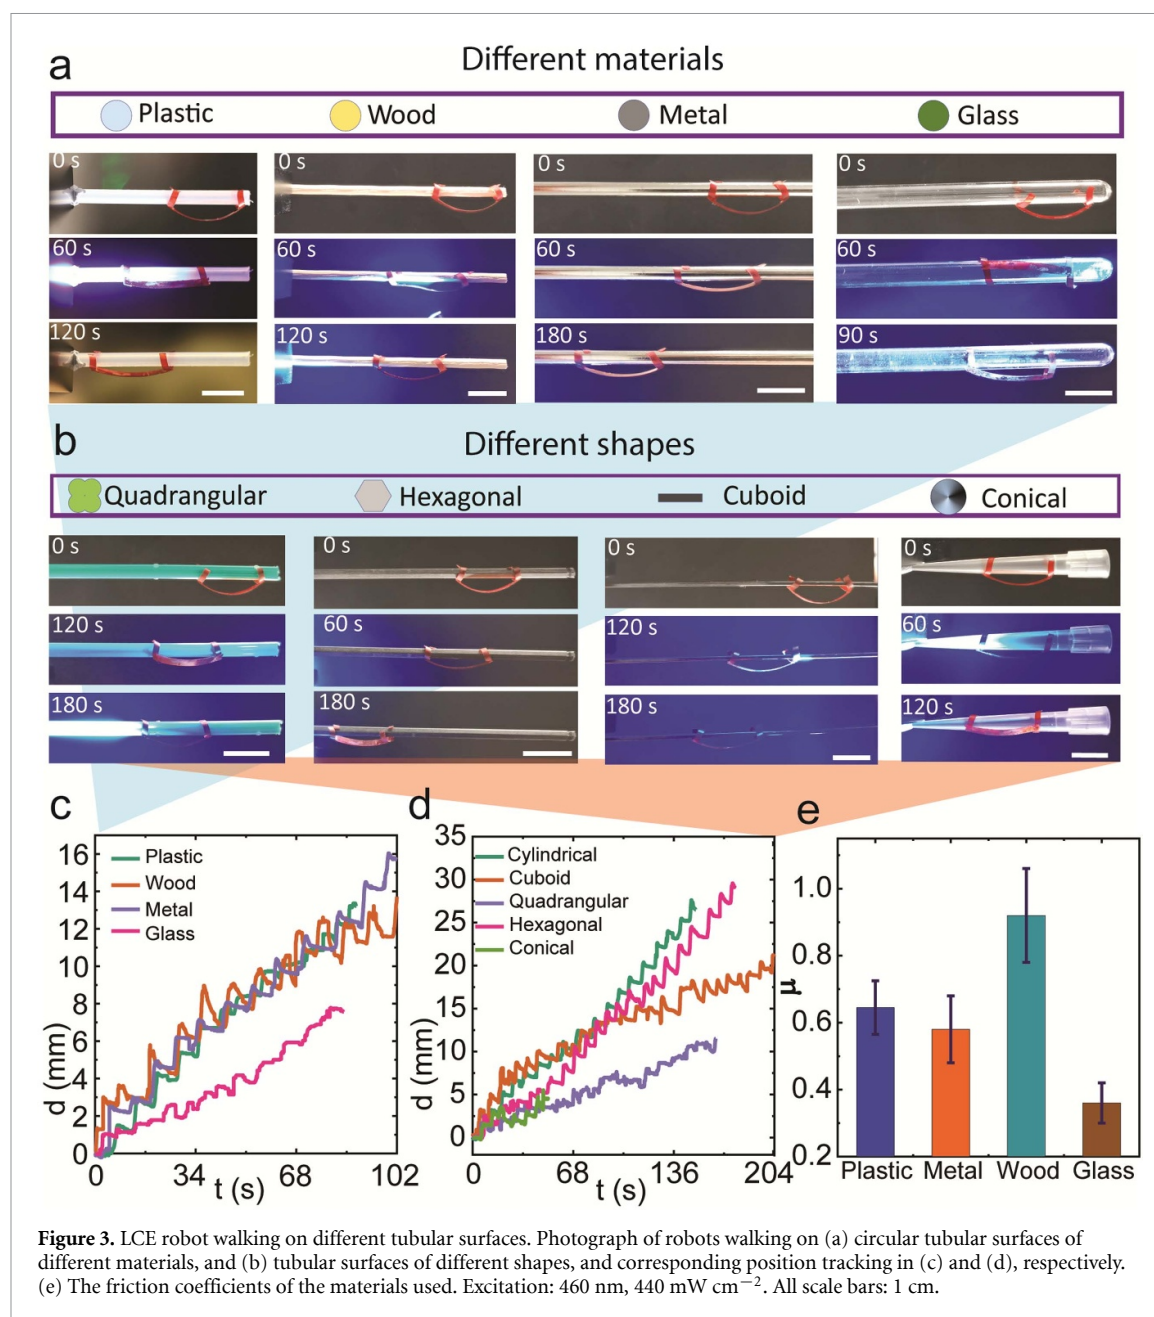 a
Different materials
Plastic Wood Metal Glass
0 s 0 s 0 s 0 s
60 s 60 s 60 s 60 s
120 s 120 s 180 s 90 s
b
Different shapes
Quadrangular Hexagonal Cuboid Conical
0 s 0 s 0 s 0 s
120 s 60 s 120 s 60 s
180 s 180 s 180 s 120 s
c
16
14
12
10
8
6
4
2
0
d (mm)
Plastic
Wood
Metal
Glass
0 34 68 102
t (s)
d
35
30
25
20
15
10
5
0
d (mm)
Cylindrical
Cuboid
Quadrangular
Hexagonal
Conical
0 68 136 204
t (s)
e
1.0
0.8
0.6
0.4
0.2
μ
Plastic Metal Wood Glass
Figure 3. LCE robot walking on different tubular surfaces. Photograph of robots walking on (a) circular tubular surfaces of
different materials, and (b) tubular surfaces of different shapes, and corresponding position tracking in (c) and (d), respectively.
(e) The friction coefficients of the materials used. Excitation: 460 nm, 440 mW cm⁻². All scale bars: 1 cm.